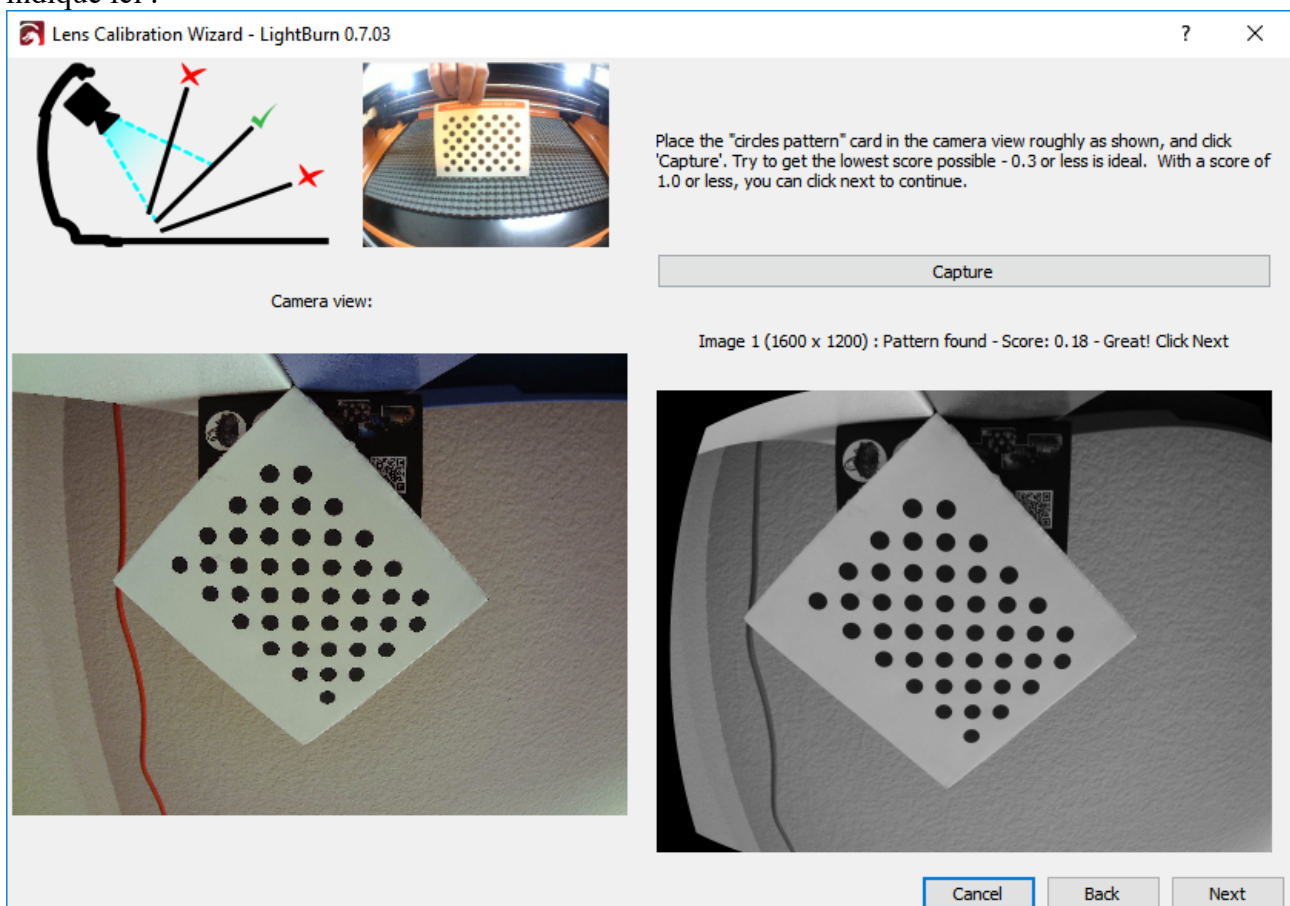 indiqué ici :
Lens Calibration Wizard - LightBurn 0.7.03
?
Place the "circles pattern" card in the camera view roughly as shown, and click
'Capture'. Try to get the lowest score possible - 0.3 or less is ideal. With a score of
1.0 or less, you can click next to continue.
Capture
Camera view:
Image 1 (1600 x 1200) : Pattern found - Score: 0.18 - Great! Click Next
Cancel
Back
Next